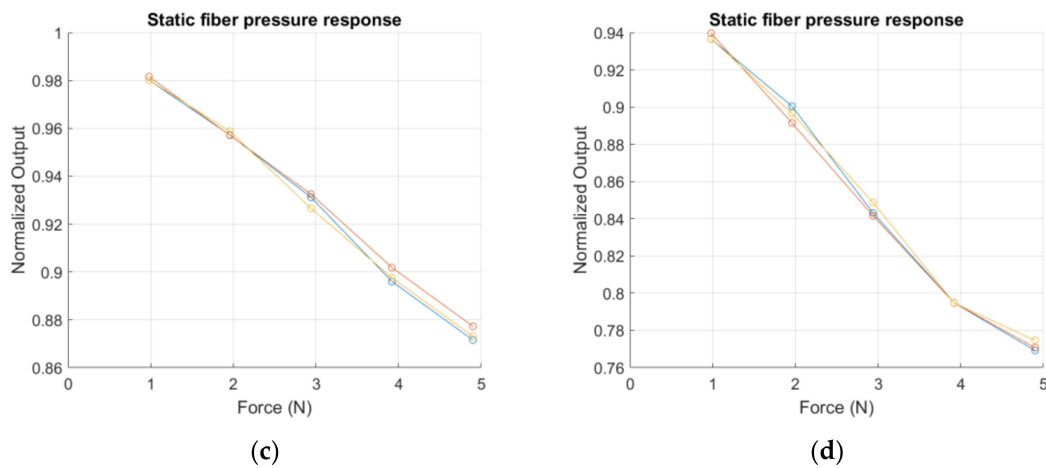 Static fiber pressure response
1
0.98
0.96
0.94
0.92
0.9
0.88
0.86
Normalized Output
0 1 2 3 4 5
Force (N)
(c)
Static fiber pressure response
0.94
0.92
0.9
0.88
0.86
0.84
0.82
0.8
0.78
0.76
Normalized Output
0 1 2 3 4 5
Force (N)
(d)